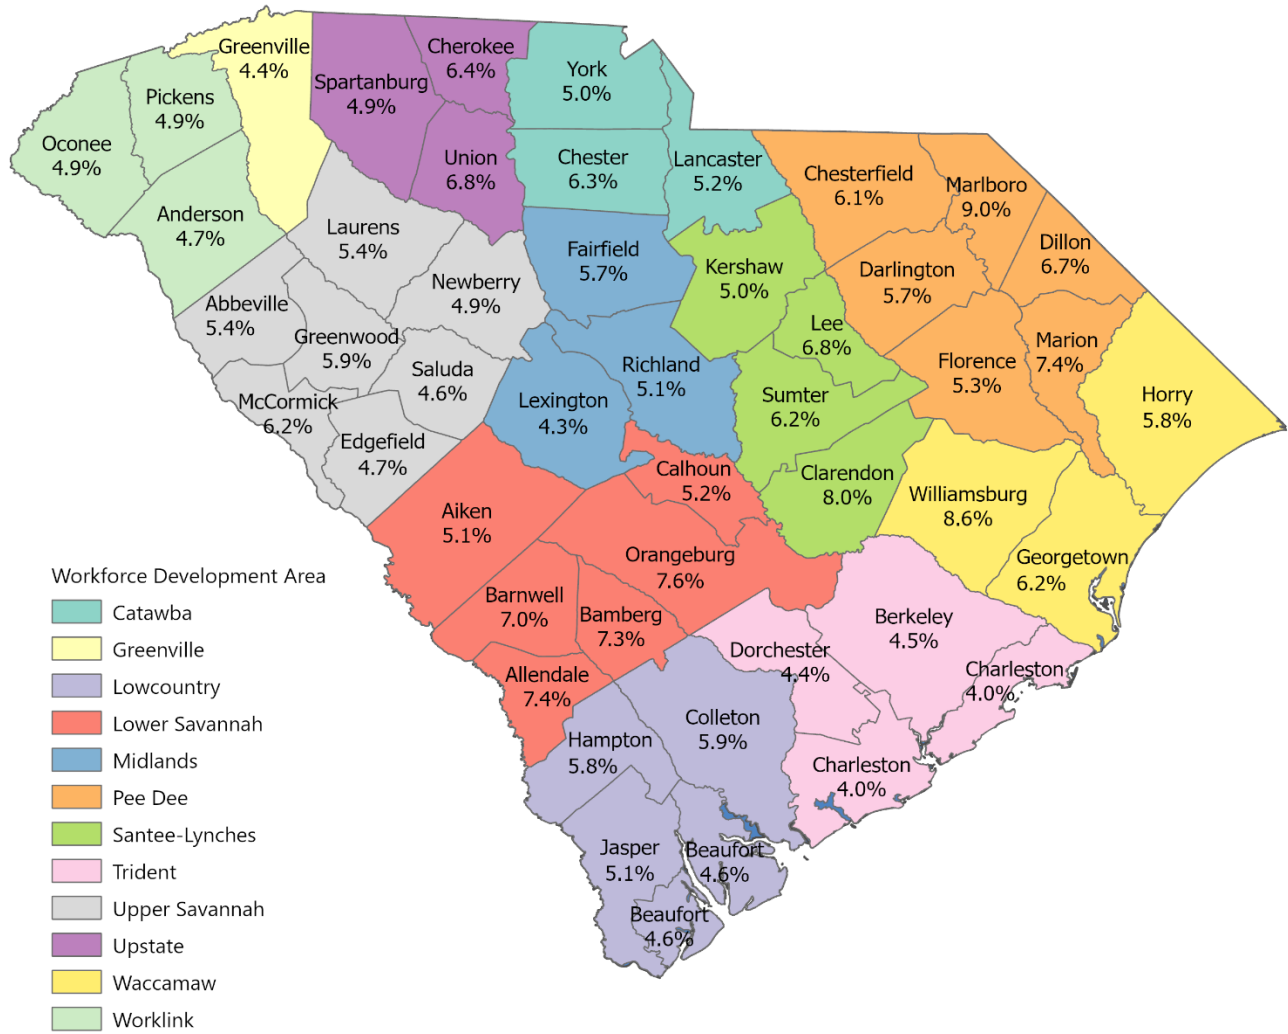 Greenville
4.4%
Cherokee
6.4%
York
5.0%
Spartanburg
4.9%
Pickens
4.9%
Oconee
4.9%
Union
6.8%
Chester
6.3%
Lancaster
5.2%
Chesterfield
6.1%
Marlboro
9.0%
Anderson
4.7%
Laurens
5.4%
Fairfield
5.7%
Kershaw
5.0%
Darlington
5.7%
Dillon
6.7%
Newberry
4.9%
Abbeville
5.4%
Greenwood
5.9%
Lee
6.8%
Marion
7.4%
Saluda
4.6%
Richland
5.1%
Florence
5.3%
Horry
5.8%
McCormick
6.2%
Lexington
4.3%
Sumter
6.2%
Edgefield
4.7%
Calhoun
5.2%
Clarendon
8.0%
Williamsburg
8.6%
Aiken
5.1%
Orangeburg
7.6%
Georgetown
6.2%
Barnwell
7.0%
Bamberg
7.3%
Berkeley
4.5%
Dorchester
4.4%
Charleston
4.0%
Allendale
7.4%
Colleton
5.9%
Hampton
5.8%
Charleston
4.0%
Jasper
5.1%
Beaufort
4.6%
Beaufort
4.6%
Workforce Development Area
Catawba
Greenville
Lowcountry
Lower Savannah
Midlands
Pee Dee
Santee-Lynches
Trident
Upper Savannah
Upstate
Waccamaw
Worklink